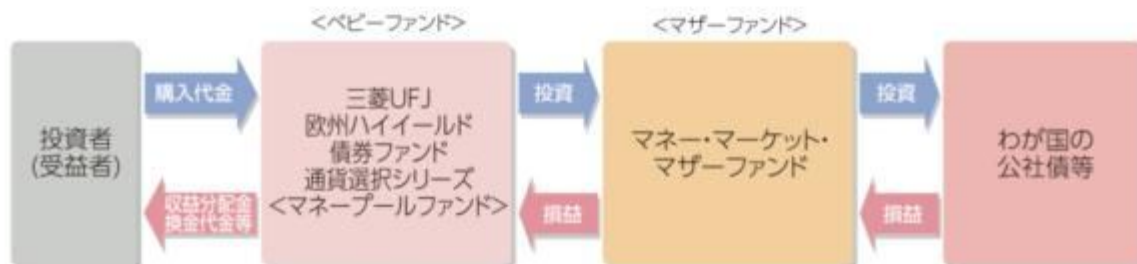 <ベビーファンド>
<マザーファンド>
投資者
(受益者)
購入代金
収益分配金
換金代金等
三菱UFJ
欧州ハイイールド
債券ファンド
通貨選択シリーズ
<マネープールファンド>
投資
損益
マネー・マーケット・
マザーファンド
投資
損益
わが国の
公社債等